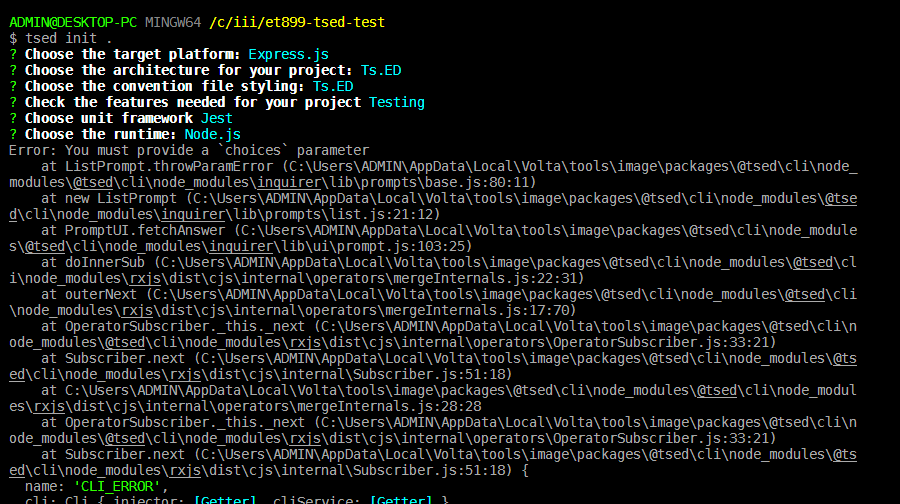 ADMIN@DESKTOP-PC MINGW64 /c/iii/et899-tsed-test
$ tsed init .
? Choose the target platform: Express.js
? Choose the architecture for your project: Ts.ED
? Choose the convention file styling: Ts.ED
? Check the features needed for your project Testing
? Choose unit framework Jest
? Choose the runtime: Node.js
Error: You must provide a `choices` parameter
    at ListPrompt.throwParamError (C:\Users\ADMIN\AppData\Local\Volta\tools\image\packages\@tsed\cli\node_
modules\@tsed\cli\node_modules\inquirer\lib\prompts\base.js:80:11)
    at new ListPrompt (C:\Users\ADMIN\AppData\Local\Volta\tools\image\packages\@tsed\cli\node_modules\@tse
d\cli\node_modules\inquirer\lib\prompts\list.js:21:12)
    at PromptUI.fetchAnswer (C:\Users\ADMIN\AppData\Local\Volta\tools\image\packages\@tsed\cli\node_module
s\@tsed\cli\node_modules\inquirer\lib\ui\prompt.js:103:25)
    at doInnerSub (C:\Users\ADMIN\AppData\Local\Volta\tools\image\packages\@tsed\cli\node_modules\@tsed\cl
i\node_modules\rxjs\dist\cjs\internal\operators\mergeInternals.js:22:31)
    at outerNext (C:\Users\ADMIN\AppData\Local\Volta\tools\image\packages\@tsed\cli\node_modules\@tsed\cli
\node_modules\rxjs\dist\cjs\internal\operators\mergeInternals.js:17:70)
    at OperatorSubscriber._this._next (C:\Users\ADMIN\AppData\Local\Volta\tools\image\packages\@tsed\cli\n
ode_modules\@tsed\cli\node_modules\rxjs\dist\cjs\internal\operators\OperatorSubscriber.js:33:21)
    at Subscriber.next (C:\Users\ADMIN\AppData\Local\Volta\tools\image\packages\@tsed\cli\node_modules\@ts
ed\cli\node_modules\rxjs\dist\cjs\internal\Subscriber.js:51:18)
    at C:\Users\ADMIN\AppData\Local\Volta\tools\image\packages\@tsed\cli\node_modules\@tsed\cli\node_modul
es\rxjs\dist\cjs\internal\operators\mergeInternals.js:28:28
    at OperatorSubscriber._this._next (C:\Users\ADMIN\AppData\Local\Volta\tools\image\packages\@tsed\cli\n
ode_modules\@tsed\cli\node_modules\rxjs\dist\cjs\internal\operators\OperatorSubscriber.js:33:21)
    at Subscriber.next (C:\Users\ADMIN\AppData\Local\Volta\tools\image\packages\@tsed\cli\node_modules\@ts
ed\cli\node_modules\rxjs\dist\cjs\internal\Subscriber.js:51:18) {
  name: 'CLI_ERROR',
  cli: Cli { injector: [Getter], cliService: [Getter] }